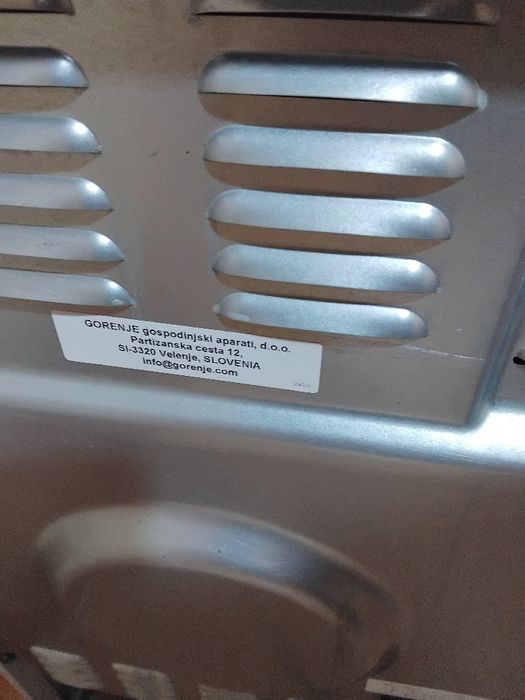 GORENJE gospodinjski aparati, d.o.o.
Partizanska cesta 12,
SI-3320 Velenje, SLOVENIA
info@gorenje.com